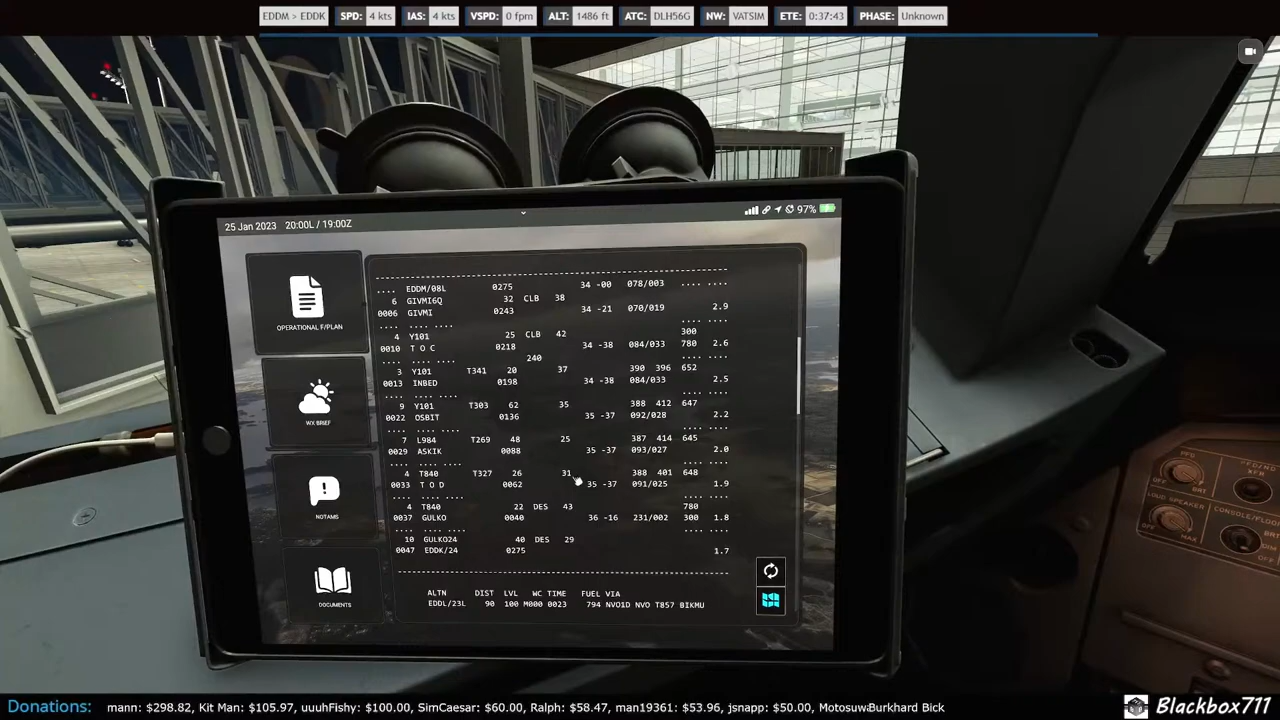 EDDM > EDDK SPD: 4 kts IAS: 4 kts VSPD: 0 fpm ALT: 1486 ft ATC: DLH56G NW: VATSIM ETE: 0:37:43 PHASE: Unknown
25 Jan 2023 20:00L / 19:00Z 97%
OPERATIONAL F/PLAN
WX BRIEF
NOTAMS
DOCUMENTS
.... EDDM/08L 0275 34 -00 078/003 .... ....
6 GIVMI6Q 32 CLB 38
0006 GIVMI 0243 34 -21 070/019 2.9
.... .... .... .... ....
4 Y101 25 CLB 42 300
0010 T O C 0218 34 -38 084/033 780 2.6
.... .... .... 240 .... ....
3 Y101 T341 20 37 390 396 652
0013 INBED 0198 34 -38 084/033 2.5
.... .... .... .... ....
9 Y101 T303 62 35 388 412 647
0022 OSBIT 0136 35 -37 092/028 2.2
.... .... .... .... ....
7 L984 T269 48 25 387 414 645
0029 ASKIK 0088 35 -37 093/027 2.0
.... .... .... .... ....
4 T840 T327 26 31 388 401 648
0033 T O D 0062 35 -37 091/025 1.9
.... .... .... .... ....
4 T840 22 DES 43 780
0037 GULKO 0040 36 -16 231/002 300 1.8
.... .... .... .... ....
10 GULKO24 40 DES 29
0047 EDDK/24 0275 1.7
ALTN DIST LVL WC TIME FUEL VIA
EDDL/23L 90 100 M000 0023 794 NVO1D NVO T857 BIKMU
PFD
BRT
LOUD SPEAKER
MAX
CONSOLE/FLOOR
Donations: mann: $298.82, Kit Man: $105.97, uuuhFishy: $100.00, SimCaesar: $60.00, Ralph: $58.47, man19361: $53.96, jsnapp: $50.00, Motosuw Burkhard Bick
Blackbox711